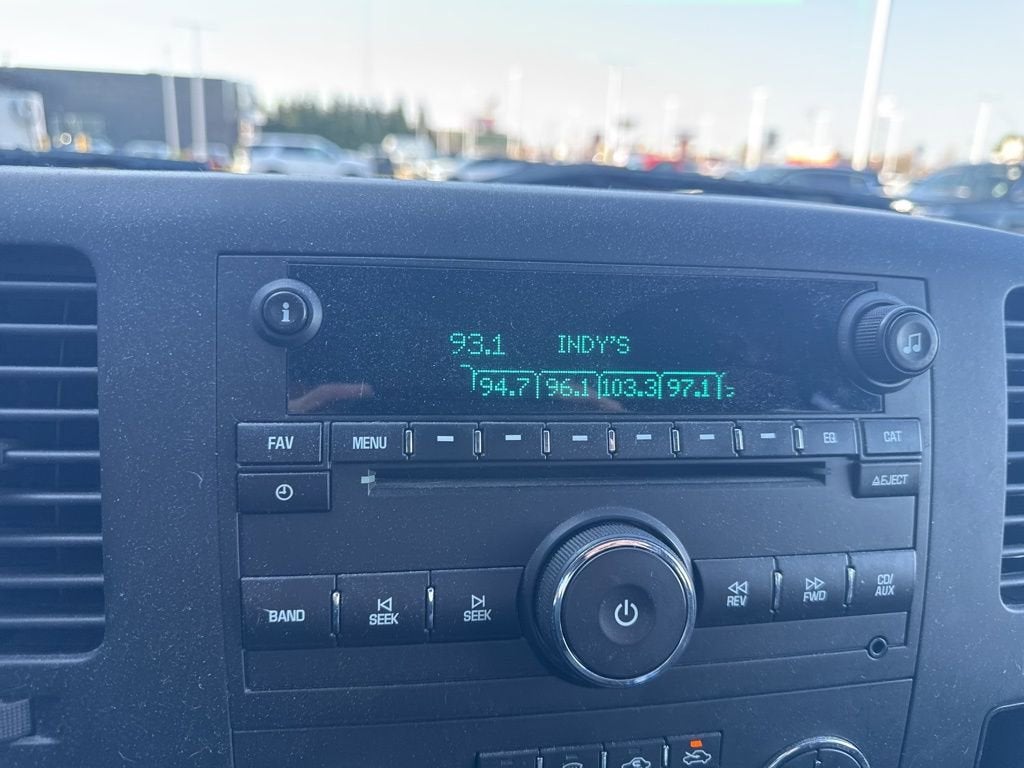 i
93.1 INDY'S
94.7 96.1 103.3 97.1
FAV MENU EQ CAT
EJECT
BAND SEEK SEEK REV FWD CD/
AUX